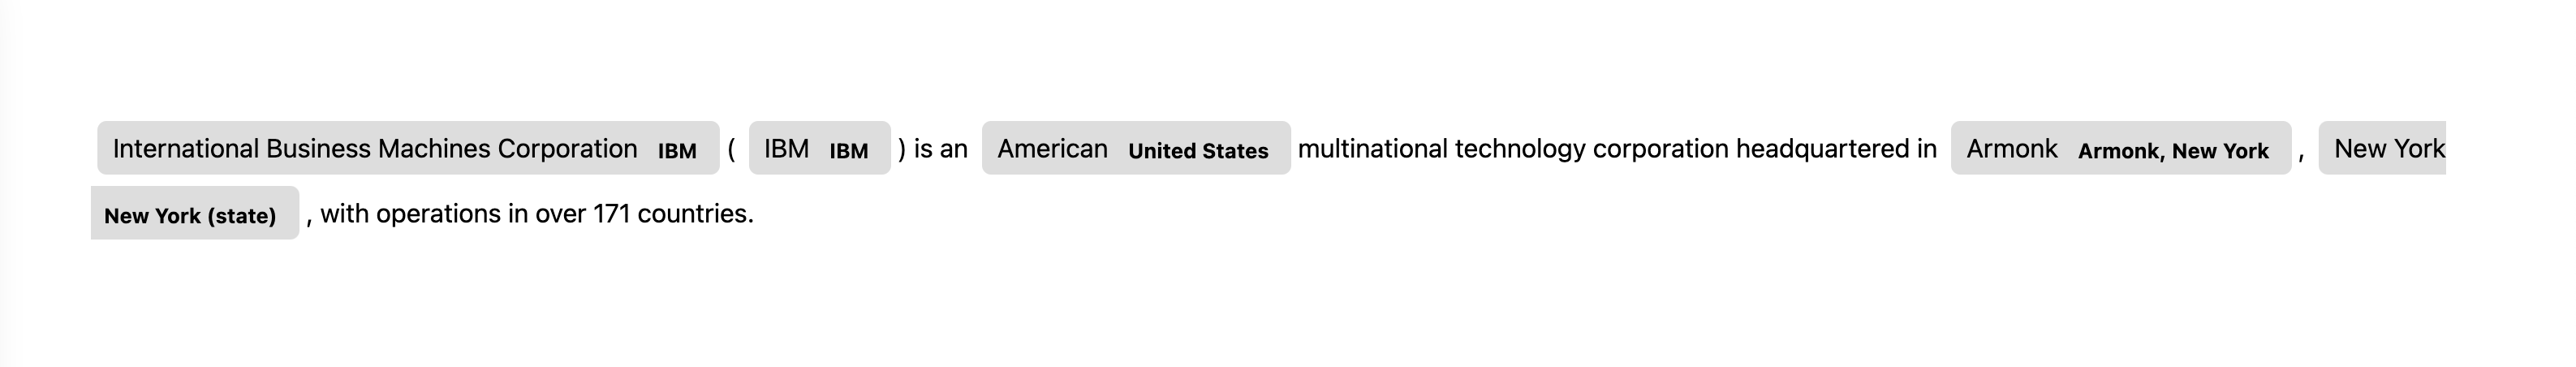 International Business Machines Corporation IBM ( IBM IBM ) is an American United States multinational technology corporation headquartered in Armonk Armonk, New York , New York
New York (state) , with operations in over 171 countries.